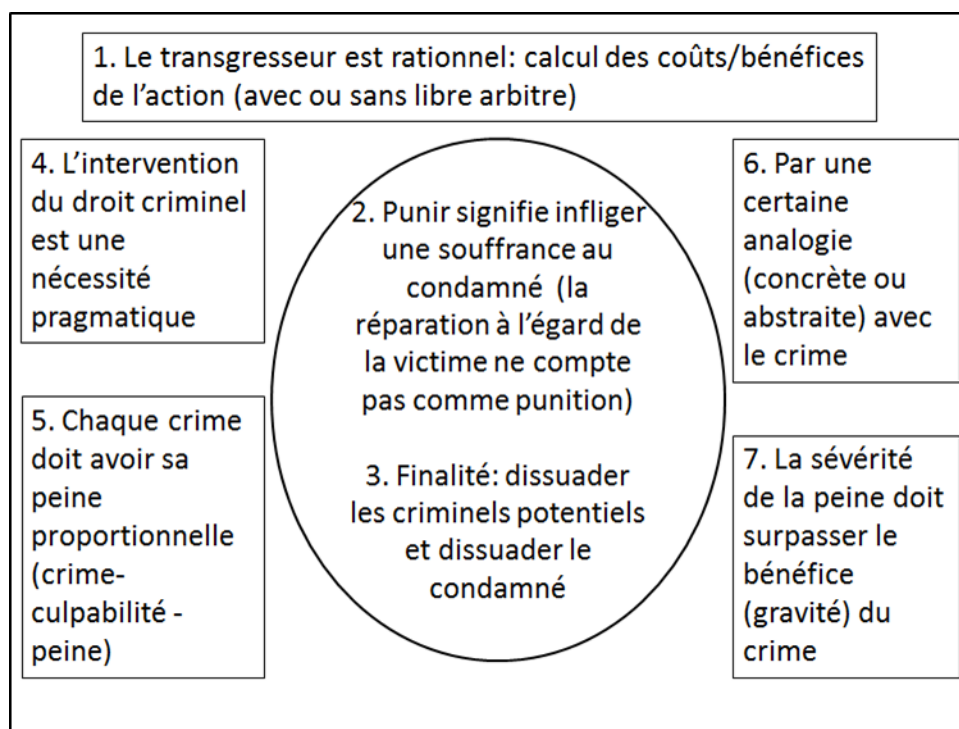 1. Le transgresseur est rationnel: calcul des coûts/bénéfices
de l’action (avec ou sans libre arbitre)
2. Punir signifie infliger
une souffrance au
condamné  (la
réparation à l’égard de
la victime ne compte
pas comme punition)
3. Finalité: dissuader
les criminels potentiels
et dissuader le
condamné
4. L’intervention
du droit criminel
est une
nécessité
pragmatique
5. Chaque crime
doit avoir sa
peine
proportionnelle
(crime-
culpabilité -
peine)
6. Par une
certaine
analogie
(concrète ou
abstraite) avec
le crime
7. La sévérité
de la peine doit
surpasser le
bénéfice
(gravité) du
crime